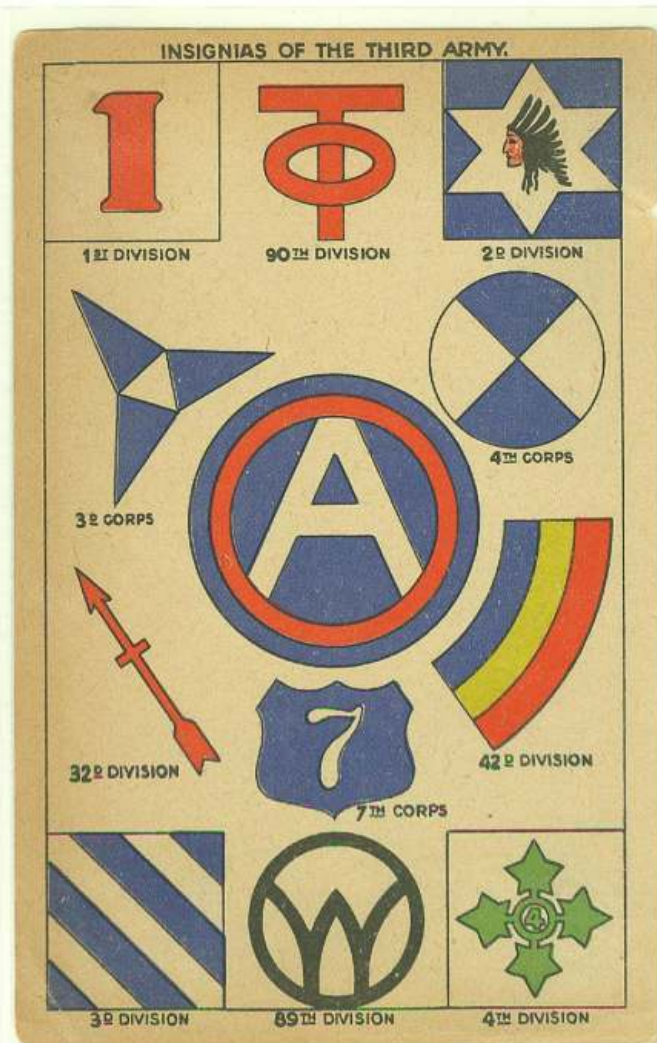 INSIGNIAS OF THE THIRD ARMY.
1
1ST DIVISION
90TH DIVISION
2D DIVISION
3D CORPS
4TH CORPS
A
32D DIVISION
7
7TH CORPS
42D DIVISION
3D DIVISION
89TH DIVISION
4
4TH DIVISION